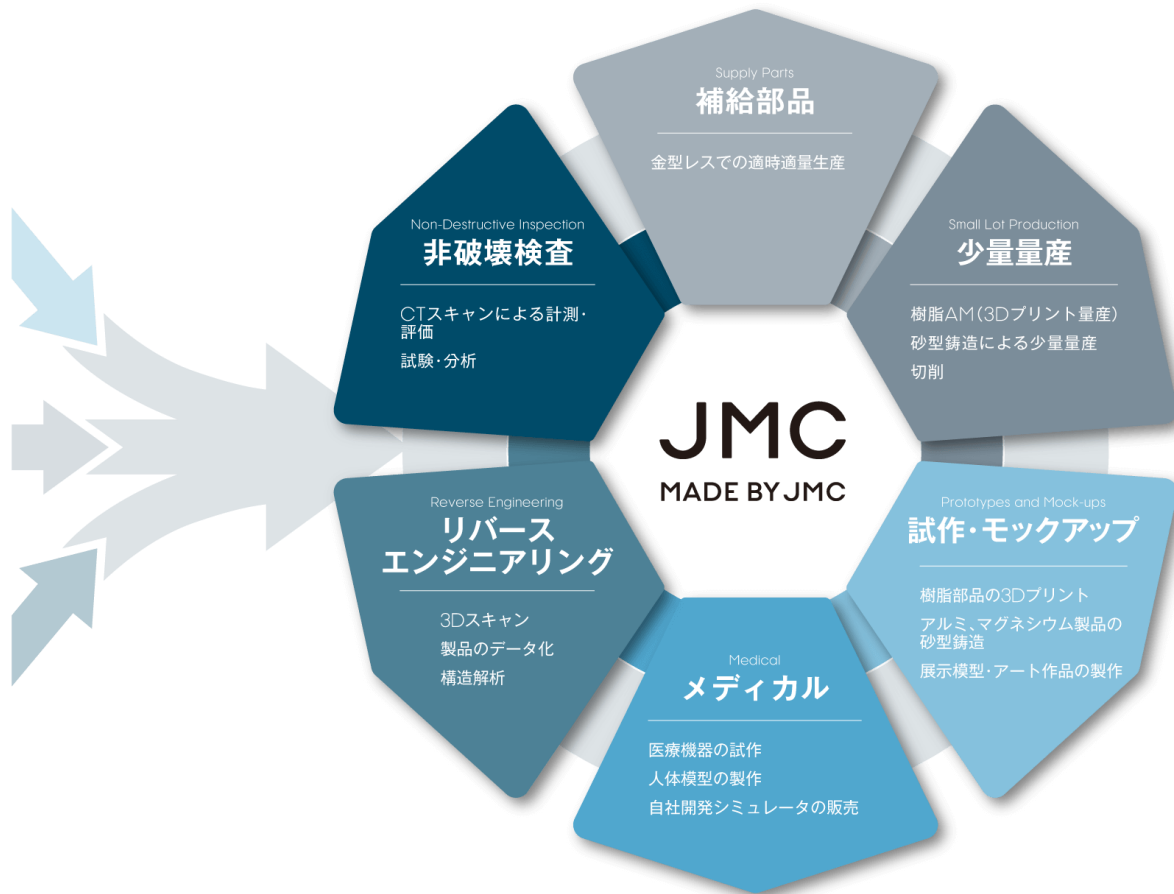 Supply Parts
補給部品
金型レスでの適時適量生産
Non-Destructive Inspection
非破壊検査
CTスキャンによる計測・
評価
試験・分析
Small Lot Production
少量量産
樹脂AM(3Dプリント量産)
砂型鋳造による少量量産
切削
JMC
MADE BY JMC
Reverse Engineering
リバース
エンジニアリング
3Dスキャン
製品のデータ化
構造解析
Prototypes and Mock-ups
試作・モックアップ
樹脂部品の3Dプリント
アルミ、マグネシウム製品の
砂型鋳造
展示模型・アート作品の製作
Medical
メディカル
医療機器の試作
人体模型の製作
自社開発シミュレータの販売